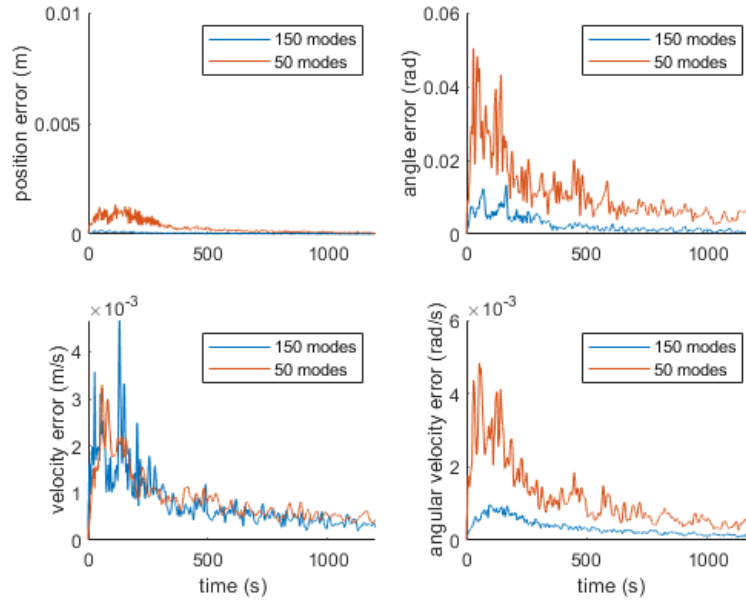 0.01
0.005
0
position error (m)
150 modes
50 modes
0
500
1000
0.06
0.04
0.02
0
angle error (rad)
150 modes
50 modes
0
500
1000
×10⁻³
4
3
2
1
0
velocity error (m/s)
150 modes
50 modes
0
500
1000
time (s)
×10⁻³
6
4
2
0
angular velocity error (rad/s)
150 modes
50 modes
0
500
1000
time (s)